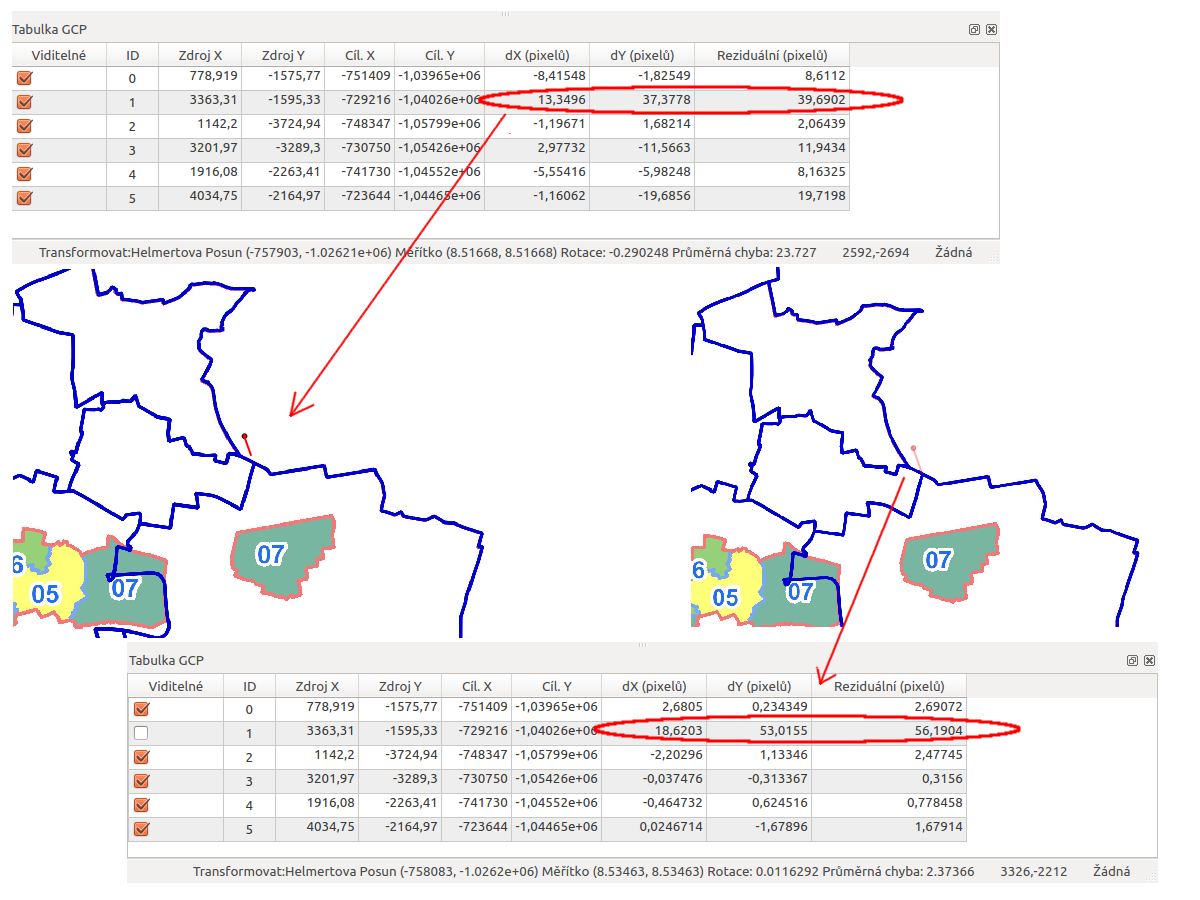 Tabulka GCP
Viditelné ID Zdroj X Zdroj Y Cíl. X Cíl. Y dX (pixelů) dY (pixelů) Reziduální (pixelů)
0 778,919 -1575,77 -751409 -1,03965e+06 -8,41548 -1,82549 8,6112
1 3363,31 -1595,33 -729216 -1,04026e+06 13,3496 37,3778 39,6902
2 1142,2 -3724,94 -748347 -1,05799e+06 -1,19671 1,68214 2,06439
3 3201,97 -3289,3 -730750 -1,05426e+06 2,97732 -11,5663 11,9434
4 1916,08 -2263,41 -741730 -1,04552e+06 -5,55416 -5,98248 8,16325
5 4034,75 -2164,97 -723644 -1,04465e+06 -1,16062 -19,6856 19,7198
Transformovat:Helmertova Posun (-757903, -1.02621e+06) Měřítko (8.51668, 8.51668) Rotace: -0.290248 Průměrná chyba: 23.727 2592,-2694 Žádná
07 07
6 6
05 07 05 07
Tabulka GCP
Viditelné ID Zdroj X Zdroj Y Cíl. X Cíl. Y dX (pixelů) dY (pixelů) Reziduální (pixelů)
0 778,919 -1575,77 -751409 -1,03965e+06 2,6805 0,234349 2,69072
1 3363,31 -1595,33 -729216 -1,04026e+06 18,6203 53,0155 56,1904
2 1142,2 -3724,94 -748347 -1,05799e+06 -2,20296 1,13346 2,47745
3 3201,97 -3289,3 -730750 -1,05426e+06 -0,037476 -0,313367 0,3156
4 1916,08 -2263,41 -741730 -1,04552e+06 -0,464732 0,624516 0,778458
5 4034,75 -2164,97 -723644 -1,04465e+06 0,0246714 -1,67896 1,67914
Transformovat:Helmertova Posun (-758083, -1.0262e+06) Měřítko (8.53463, 8.53463) Rotace: 0.0116292 Průměrná chyba: 2.37366 3326,-2212 Žádná